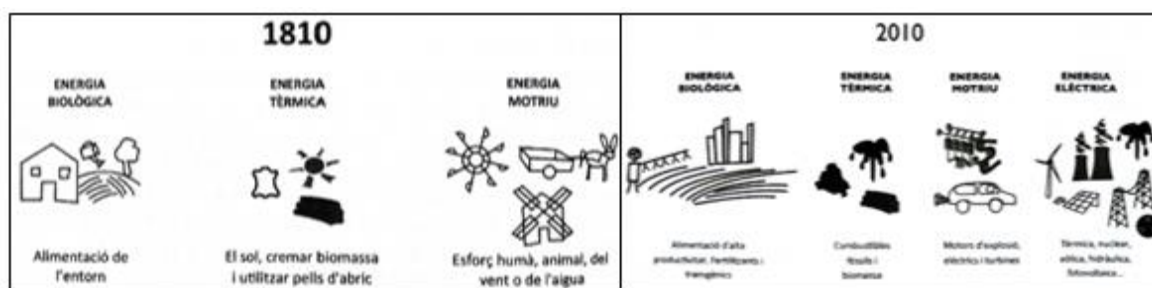 1810
ENERGIA
BIOLÒGICA
ENERGIA
TÈRMICA
ENERGIA
MOTRIU
Alimentació de
l'entorn
El sol, cremar biomassa
i utilitzar pells d'abric
Esforç humà, animal, del
vent o de l'aigua
2010
ENERGIA
BIOLÒGICA
ENERGIA
TÈRMICA
ENERGIA
MOTRIU
ENERGIA
ELÈCTRICA
Alimentació d'alta
productivitat, Fertilitzants i
transgènics
Combustibles
fòssils i
biomassa
Motors d'explosió,
elèctrics i turbines
Tèrmica, nuclear,
eòlica, hidràulica,
fotovoltaica...